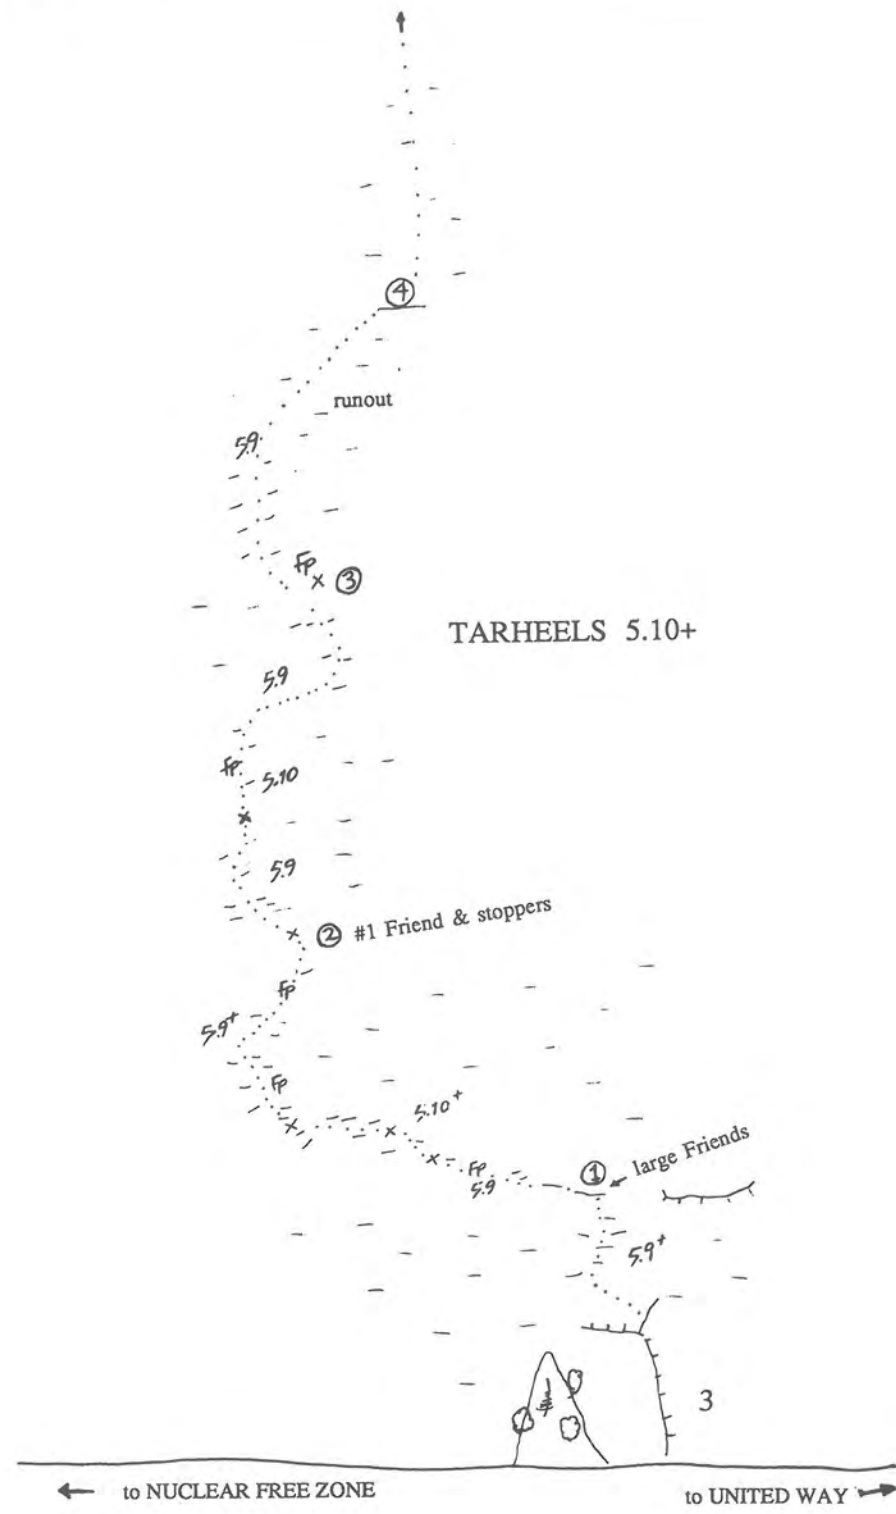 4
runout
5.9
Fp
x 3
TARHEELS 5.10+
5.9
Fp
5.10
x
5.9
x 2 #1 Friend & stoppers
Fp
5.9+
Fp
5.10+
x
x
x
Fp
5.9
1
large Friends
5.9+
3
to NUCLEAR FREE ZONE
to UNITED WAY